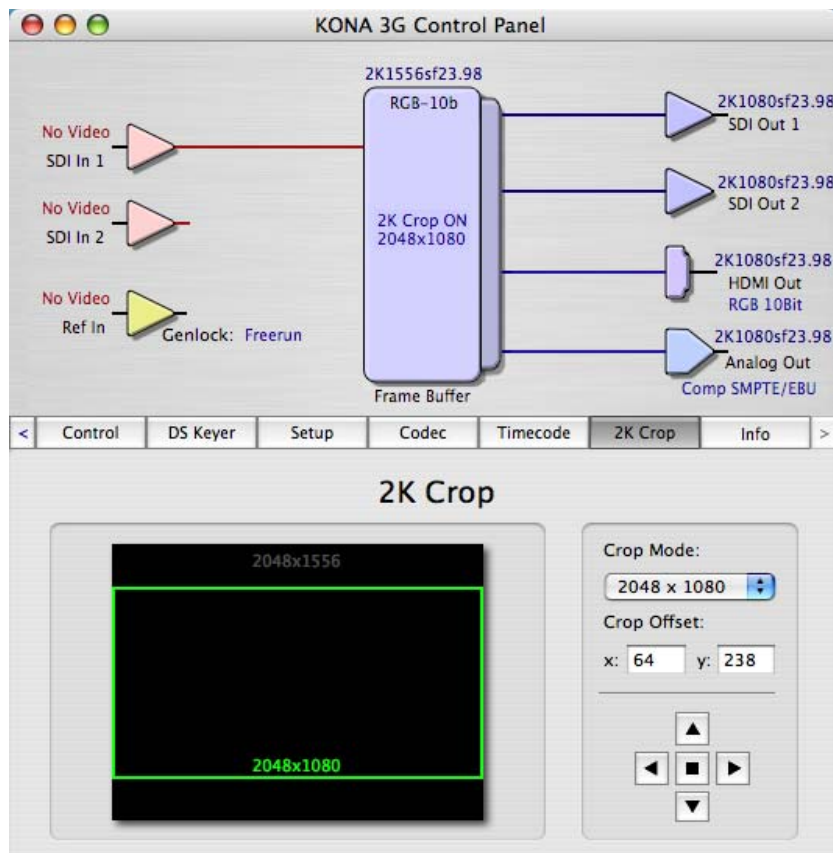 KONA 3G Control Panel
2K1556sf23.98
RGB-10b
2K Crop ON
2048x1080
Frame Buffer
No Video
SDI In 1
No Video
SDI In 2
No Video
Ref In
Genlock: Freerun
2K1080sf23.98
SDI Out 1
2K1080sf23.98
SDI Out 2
2K1080sf23.98
HDMI Out
RGB 10Bit
2K1080sf23.98
Analog Out
Comp SMPTE/EBU
< Control DS Keyer Setup Codec Timecode 2K Crop Info >
2K Crop
2048x1556
2048x1080
Crop Mode:
2048 x 1080
Crop Offset:
x: 64 y: 238